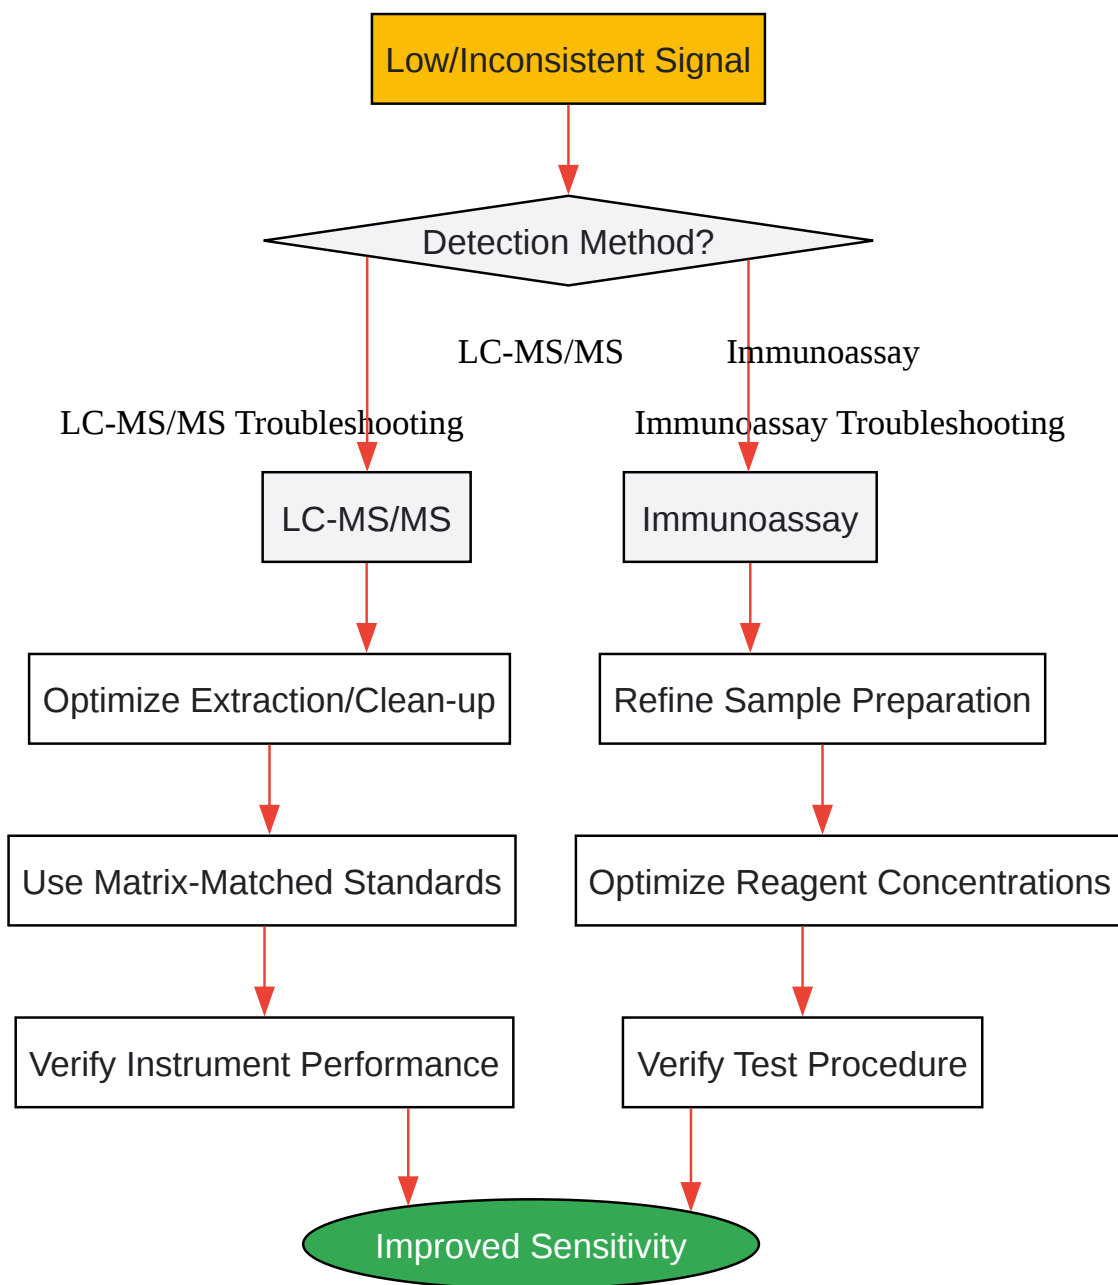 Low/Inconsistent Signal
Detection Method?
LC-MS/MS
Immunoassay
LC-MS/MS Troubleshooting
Immunoassay Troubleshooting
LC-MS/MS
Immunoassay
Optimize Extraction/Clean-up
Refine Sample Preparation
Use Matrix-Matched Standards
Optimize Reagent Concentrations
Verify Instrument Performance
Verify Test Procedure
Improved Sensitivity